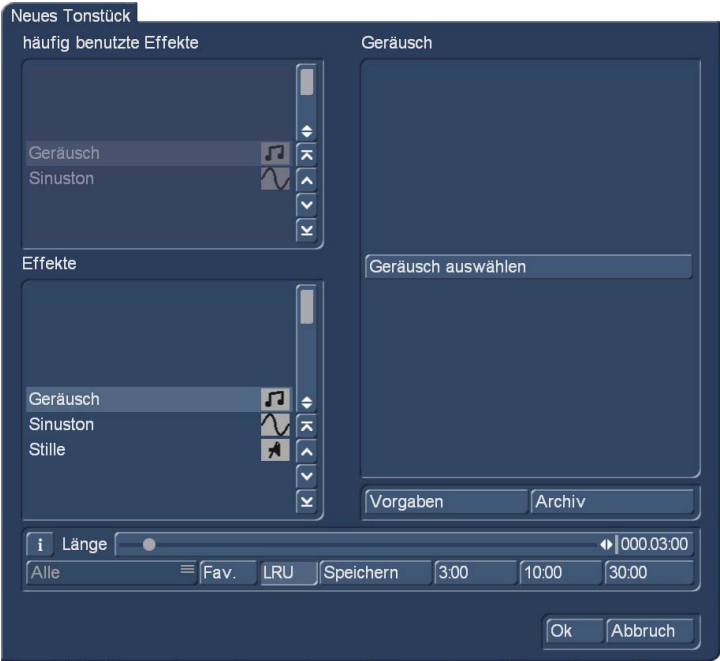 Neues Tonstück
häufig benutzte Effekte
Geräusch
Sinuston
Effekte
Geräusch
Sinuston
Stille
Geräusch
Geräusch auswählen
Vorgaben Archiv
i Länge 000.03:00
Alle Fav. LRU Speichern 3:00 10:00 30:00
Ok Abbruch